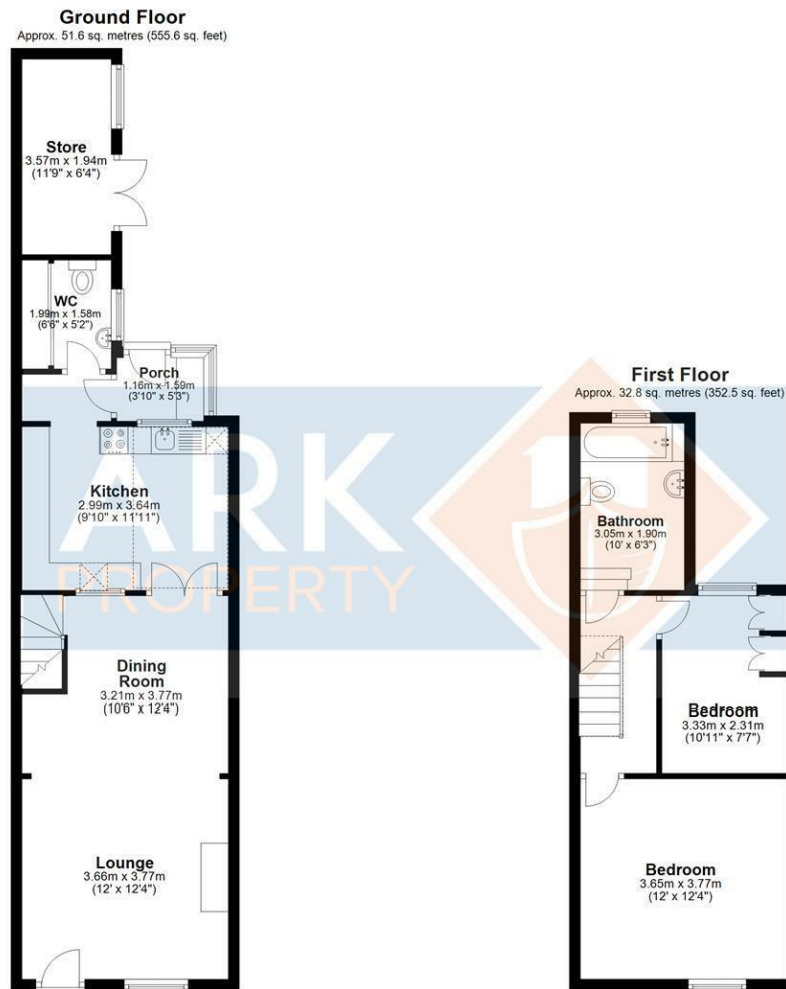 Ground Floor
Approx. 51.6 sq. metres (555.6 sq. feet)
Store
3.57m x 1.94m
(11'9" x 6'4")
WC
1.99m x 1.58m
(6'6" x 5'2")
Porch
1.16m x 1.59m
(3'10" x 5'3")
Kitchen
2.99m x 3.64m
(9'10" x 11'11")
Dining
Room
3.21m x 3.77m
(10'6" x 12'4")
Lounge
3.66m x 3.77m
(12' x 12'4")
First Floor
Approx. 32.8 sq. metres (352.5 sq. feet)
Bathroom
3.05m x 1.90m
(10' x 6'3")
Bedroom
3.33m x 2.31m
(10'11" x 7'7")
Bedroom
3.65m x 3.77m
(12' x 12'4")
ARK
PROPERTY